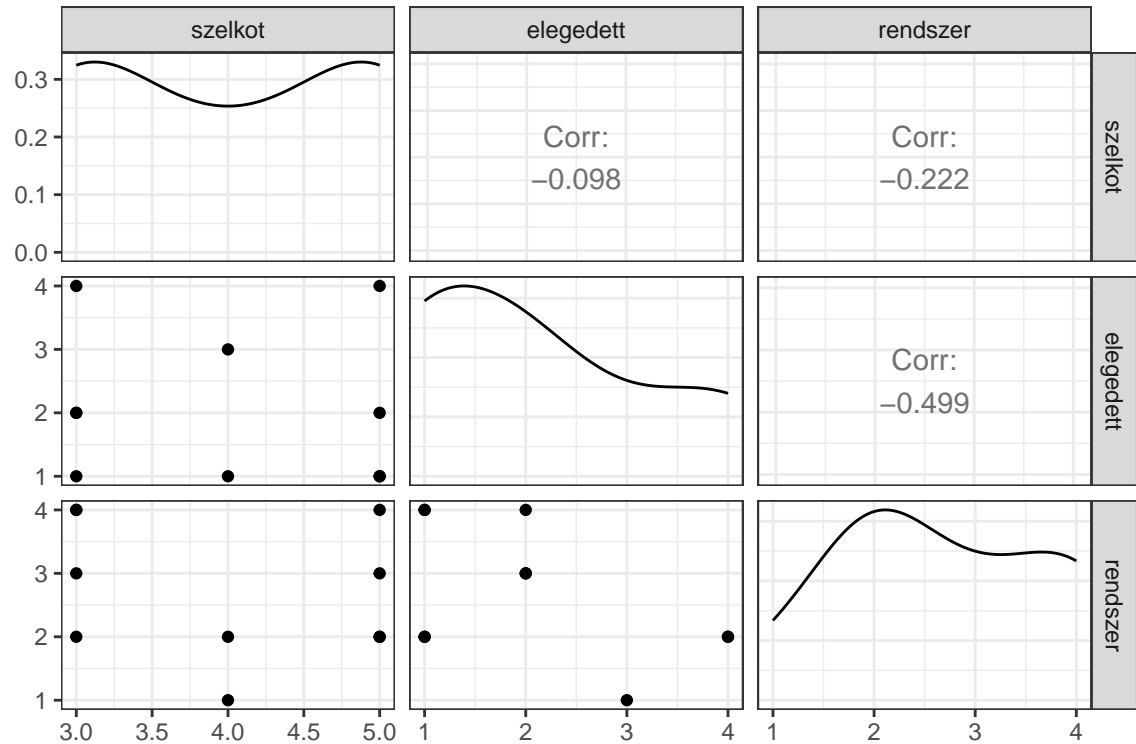 szelkot elegedett rendszer
0.3
0.2
0.1
0.0
Corr:
−0.098
Corr:
−0.222
szelkot
4
3
2
1
Corr:
−0.499
elegedett
4
3
2
1
rendszer
3.0 3.5 4.0 4.5 5.0 1 2 3 4 1 2 3 4